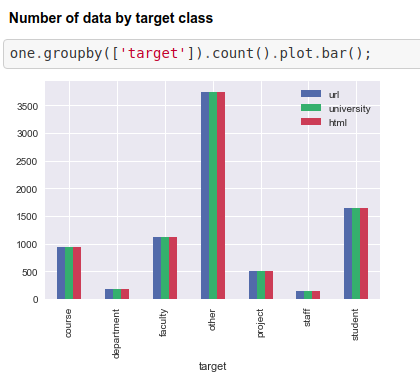 Number of data by target class
one.groupby(['target']).count().plot.bar();
url
university
html
3500
3000
2500
2000
1500
1000
500
0
course
department
faculty
other
project
staff
student
target